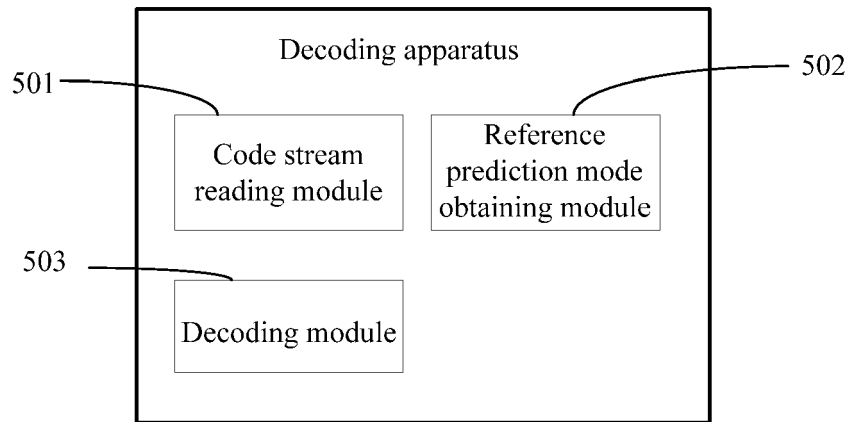 Decoding apparatus
501
502
Code stream
reading module
Reference
prediction mode
obtaining module
503
Decoding module